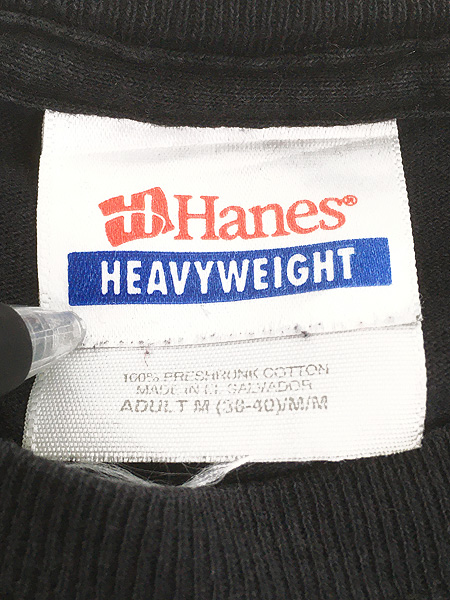 Hanes®
HEAVYWEIGHT
100% PRESHRUNK COTTON
MADE IN EL SALVADOR
ADULT M (38-40)/M/M